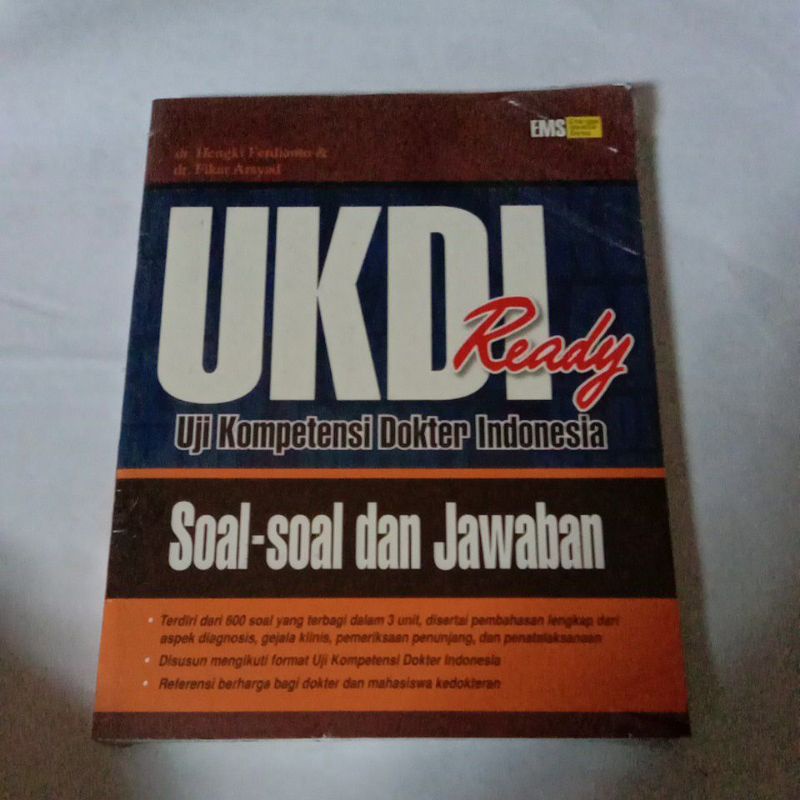 EMS
dr. Hengki Ferdianto &
dr. Fikar Arsyad
UKDI
Ready
Uji Kompetensi Dokter Indonesia
Soal-soal dan Jawaban
• Terdiri dari 600 soal yang terbagi dalam 3 unit, disertai pembahasan lengkap dari
aspek diagnosis, gejala klinis, pemeriksaan penunjang, dan penatalaksanaan
• Disusun mengikuti format Uji Kompetensi Dokter Indonesia
• Referensi berharga bagi dokter dan mahasiswa kedokteran